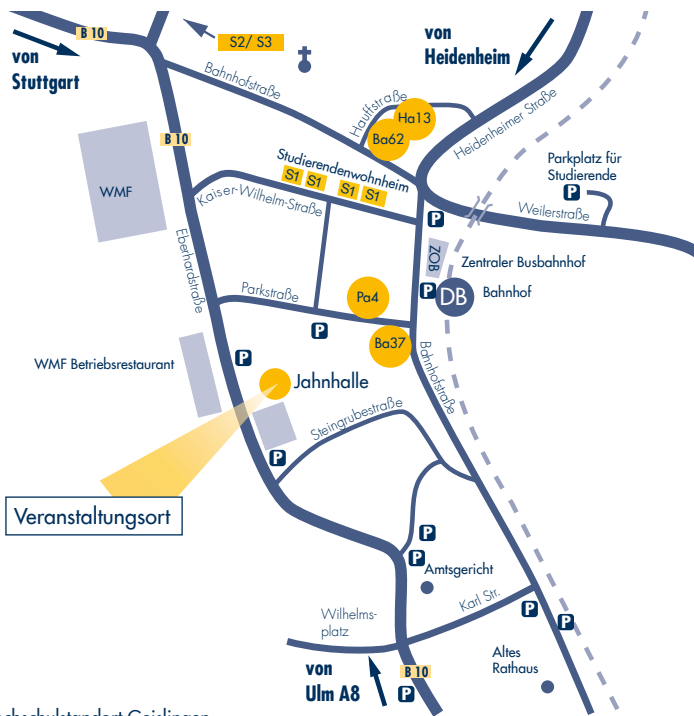 B 10
S2/ S3
von
Stuttgart
von
Heidenheim
Bahnhofstraße
Hauffstraße
Ha13
Ba62
Heidenheimer Straße
B 10
Studierendenwohnheim
S1 S1 S1 S1
Parkplatz für
Studierende
P
WMF
Kaiser-Wilhelm-Straße
Weilerstraße
P
Eberhardstraße
ZOB
Zentraler Busbahnhof
Parkstraße
Pa4
P
DB
Bahnhof
P
Ba37
WMF Betriebsrestaurant
P
Jahnhalle
Bahnhofstraße
Steingrubestraße
P
Veranstaltungsort
P
P
Amtsgericht
Karl Str.
Wilhelms-
platz
P
P
Altes
Rathaus
von
Ulm A8
B 10
P